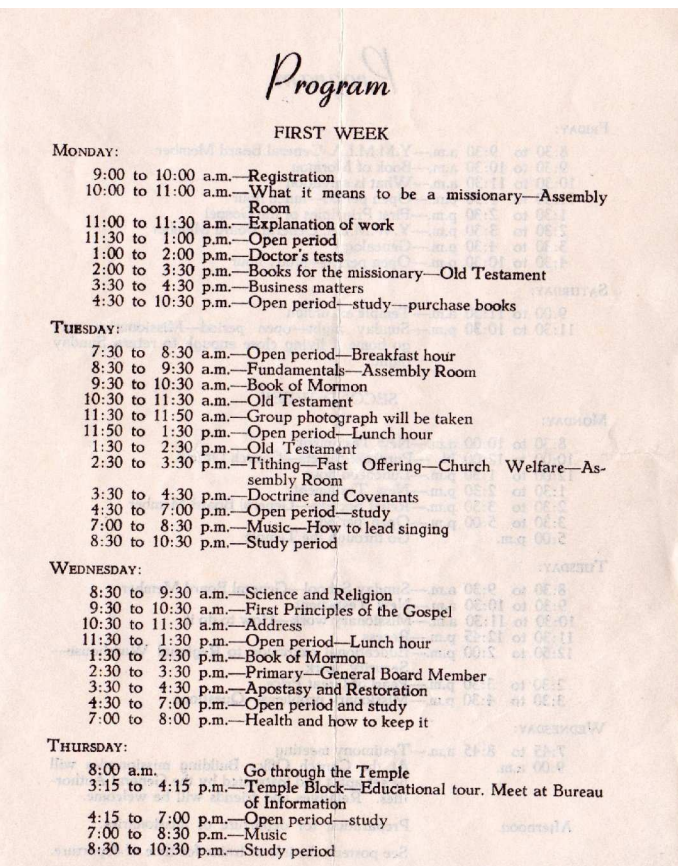 Program
FIRST WEEK
MONDAY:
9:00 to 10:00 a.m.—Registration
10:00 to 11:00 a.m.—What it means to be a missionary—Assembly
Room
11:00 to 11:30 a.m.—Explanation of work
11:30 to 1:00 p.m.—Open period
1:00 to 2:00 p.m.—Doctor's tests
2:00 to 3:30 p.m.—Books for the missionary—Old Testament
3:30 to 4:30 p.m.—Business matters
4:30 to 10:30 p.m.—Open period—study—purchase books
TUESDAY:
7:30 to 8:30 a.m.—Open period—Breakfast hour
8:30 to 9:30 a.m.—Fundamentals—Assembly Room
9:30 to 10:30 a.m.—Book of Mormon
10:30 to 11:30 a.m.—Old Testament
11:30 to 11:50 a.m.—Group photograph will be taken
11:50 to 1:30 p.m.—Open period—Lunch hour
1:30 to 2:30 p.m.—Old Testament
2:30 to 3:30 p.m.—Tithing—Fast Offering—Church Welfare—As-
sembly Room
3:30 to 4:30 p.m.—Doctrine and Covenants
4:30 to 7:00 p.m.—Open period—study
7:00 to 8:30 p.m.—Music—How to lead singing
8:30 to 10:30 p.m.—Study period
WEDNESDAY:
8:30 to 9:30 a.m.—Science and Religion
9:30 to 10:30 a.m.—First Principles of the Gospel
10:30 to 11:30 a.m.—Address
11:30 to 1:30 p.m.—Open period—Lunch hour
1:30 to 2:30 p.m.—Book of Mormon
2:30 to 3:30 p.m.—Primary—General Board Member
3:30 to 4:30 p.m.—Apostasy and Restoration
4:30 to 7:00 p.m.—Open period and study
7:00 to 8:00 p.m.—Health and how to keep it
THURSDAY:
8:00 a.m. Go through the Temple
3:15 to 4:15 p.m.—Temple Block—Educational tour. Meet at Bureau
of Information
4:15 to 7:00 p.m.—Open period—study
7:00 to 8:30 p.m.—Music
8:30 to 10:30 p.m.—Study period